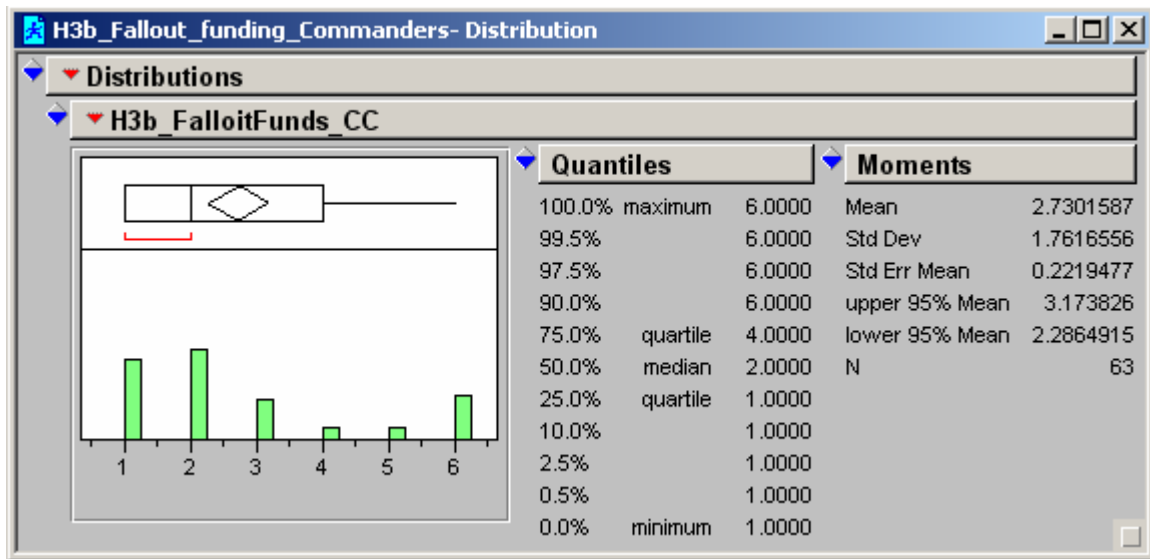 H3b_Fallout_funding_Commanders- Distribution
Distributions
H3b_FalloitFunds_CC
1 2 3 4 5 6
Quantiles
100.0% maximum 6.0000
99.5% 6.0000
97.5% 6.0000
90.0% 6.0000
75.0% quartile 4.0000
50.0% median 2.0000
25.0% quartile 1.0000
10.0% 1.0000
2.5% 1.0000
0.5% 1.0000
0.0% minimum 1.0000
Moments
Mean 2.7301587
Std Dev 1.7616556
Std Err Mean 0.2219477
upper 95% Mean 3.173826
lower 95% Mean 2.2864915
N 63